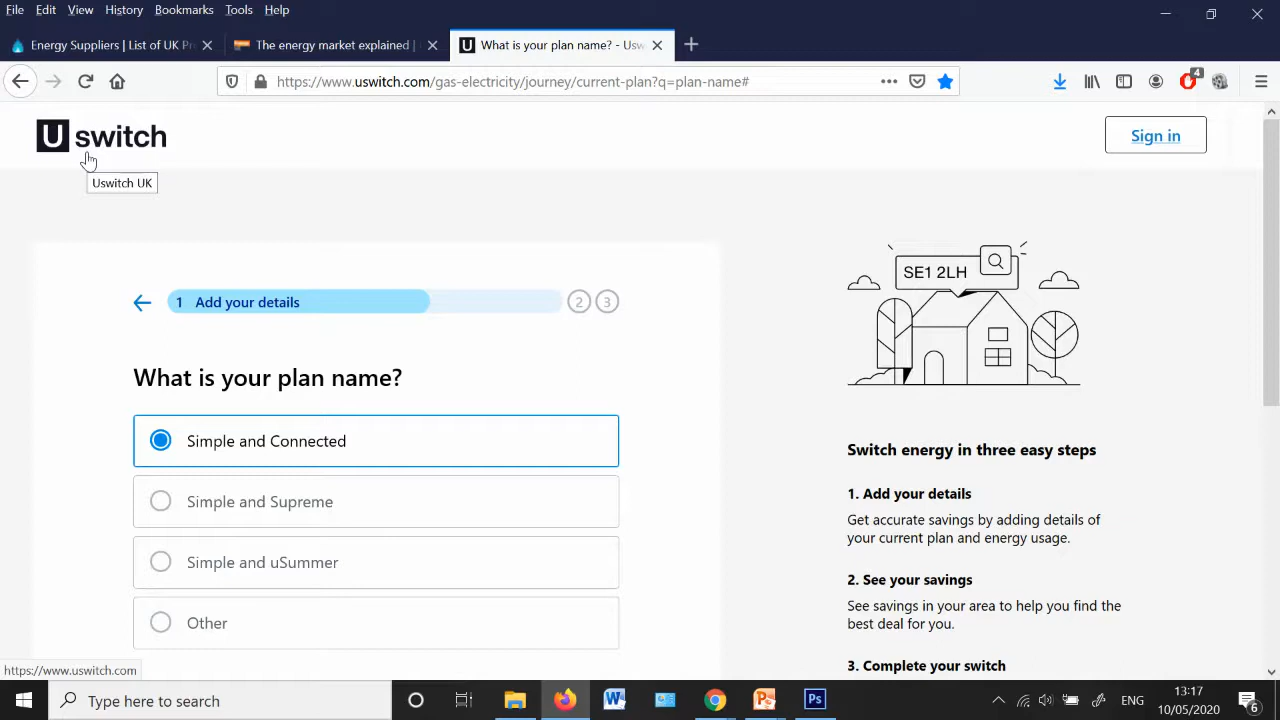 File Edit View History Bookmarks Tools Help
Energy Suppliers | List of UK Pr
The energy market explained |
What is your plan name? - Usw
https://www.uswitch.com/gas-electricity/journey/current-plan?q=plan-name#
4
U switch
Sign in
Uswitch UK
SE1 2LH
1 Add your details 2 3
What is your plan name?
Simple and Connected
Simple and Supreme
Simple and uSummer
Other
Switch energy in three easy steps
1. Add your details
Get accurate savings by adding details of
your current plan and energy usage.
2. See your savings
See savings in your area to help you find the
best deal for you.
3. Complete your switch
https://www.uswitch.com
Type here to search
ENG
13:17
10/05/2020
6